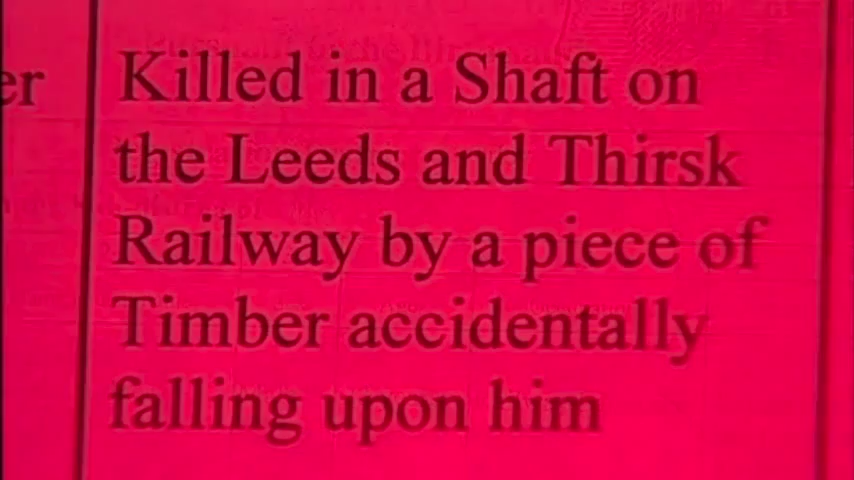 er
Killed in a Shaft on
the Leeds and Thirsk
Railway by a piece of
Timber accidentally
falling upon him